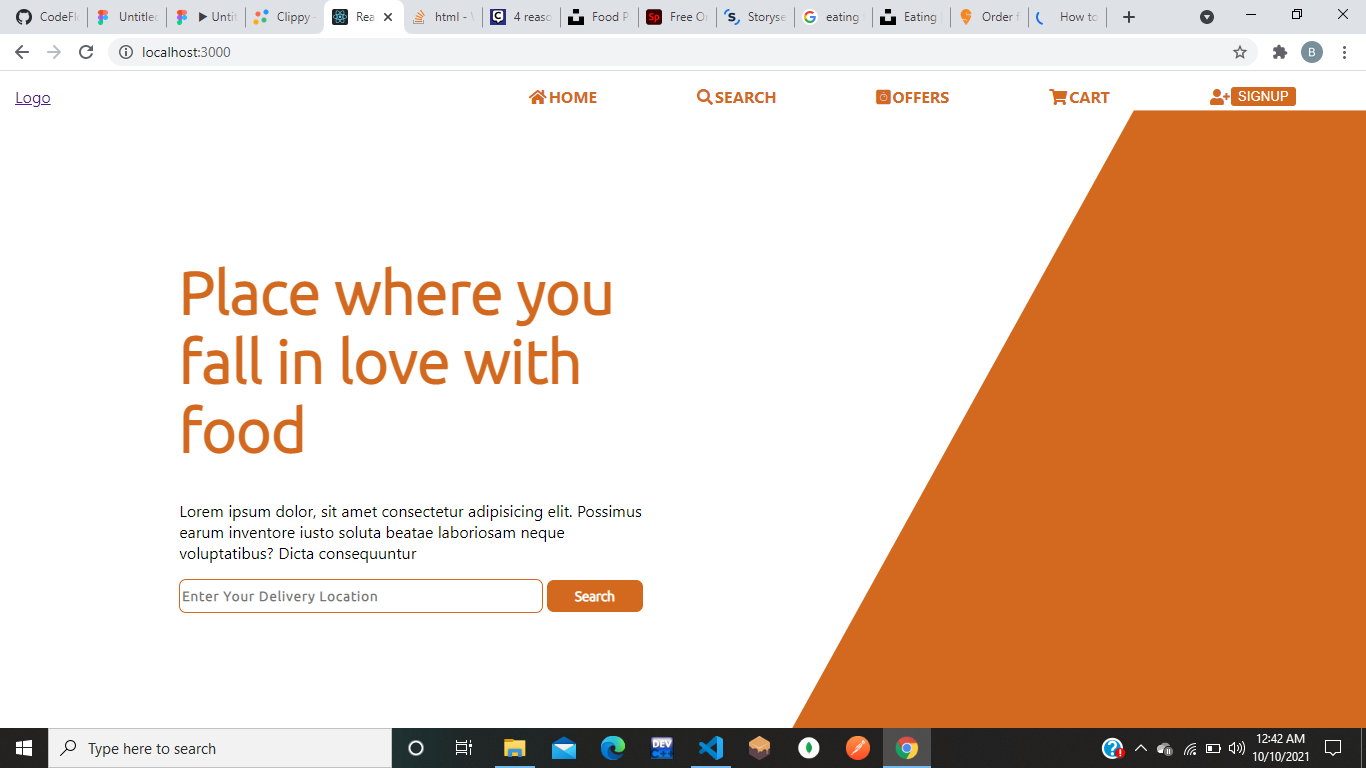 CodeFl
Untitled
Untit
Clippy
Rea
html -
4 reaso
Food P
Free O
Storyse
eating
Eating
Order f
How to
localhost:3000
B
Logo
HOME
SEARCH
OFFERS
CART
SIGNUP
Place where you
fall in love with
food
Lorem ipsum dolor, sit amet consectetur adipisicing elit. Possimus
earum inventore iusto soluta beatae laboriosam neque
voluptatibus? Dicta consequuntur
Enter Your Delivery Location
Search
Type here to search
DEV
12:42 AM
10/10/2021